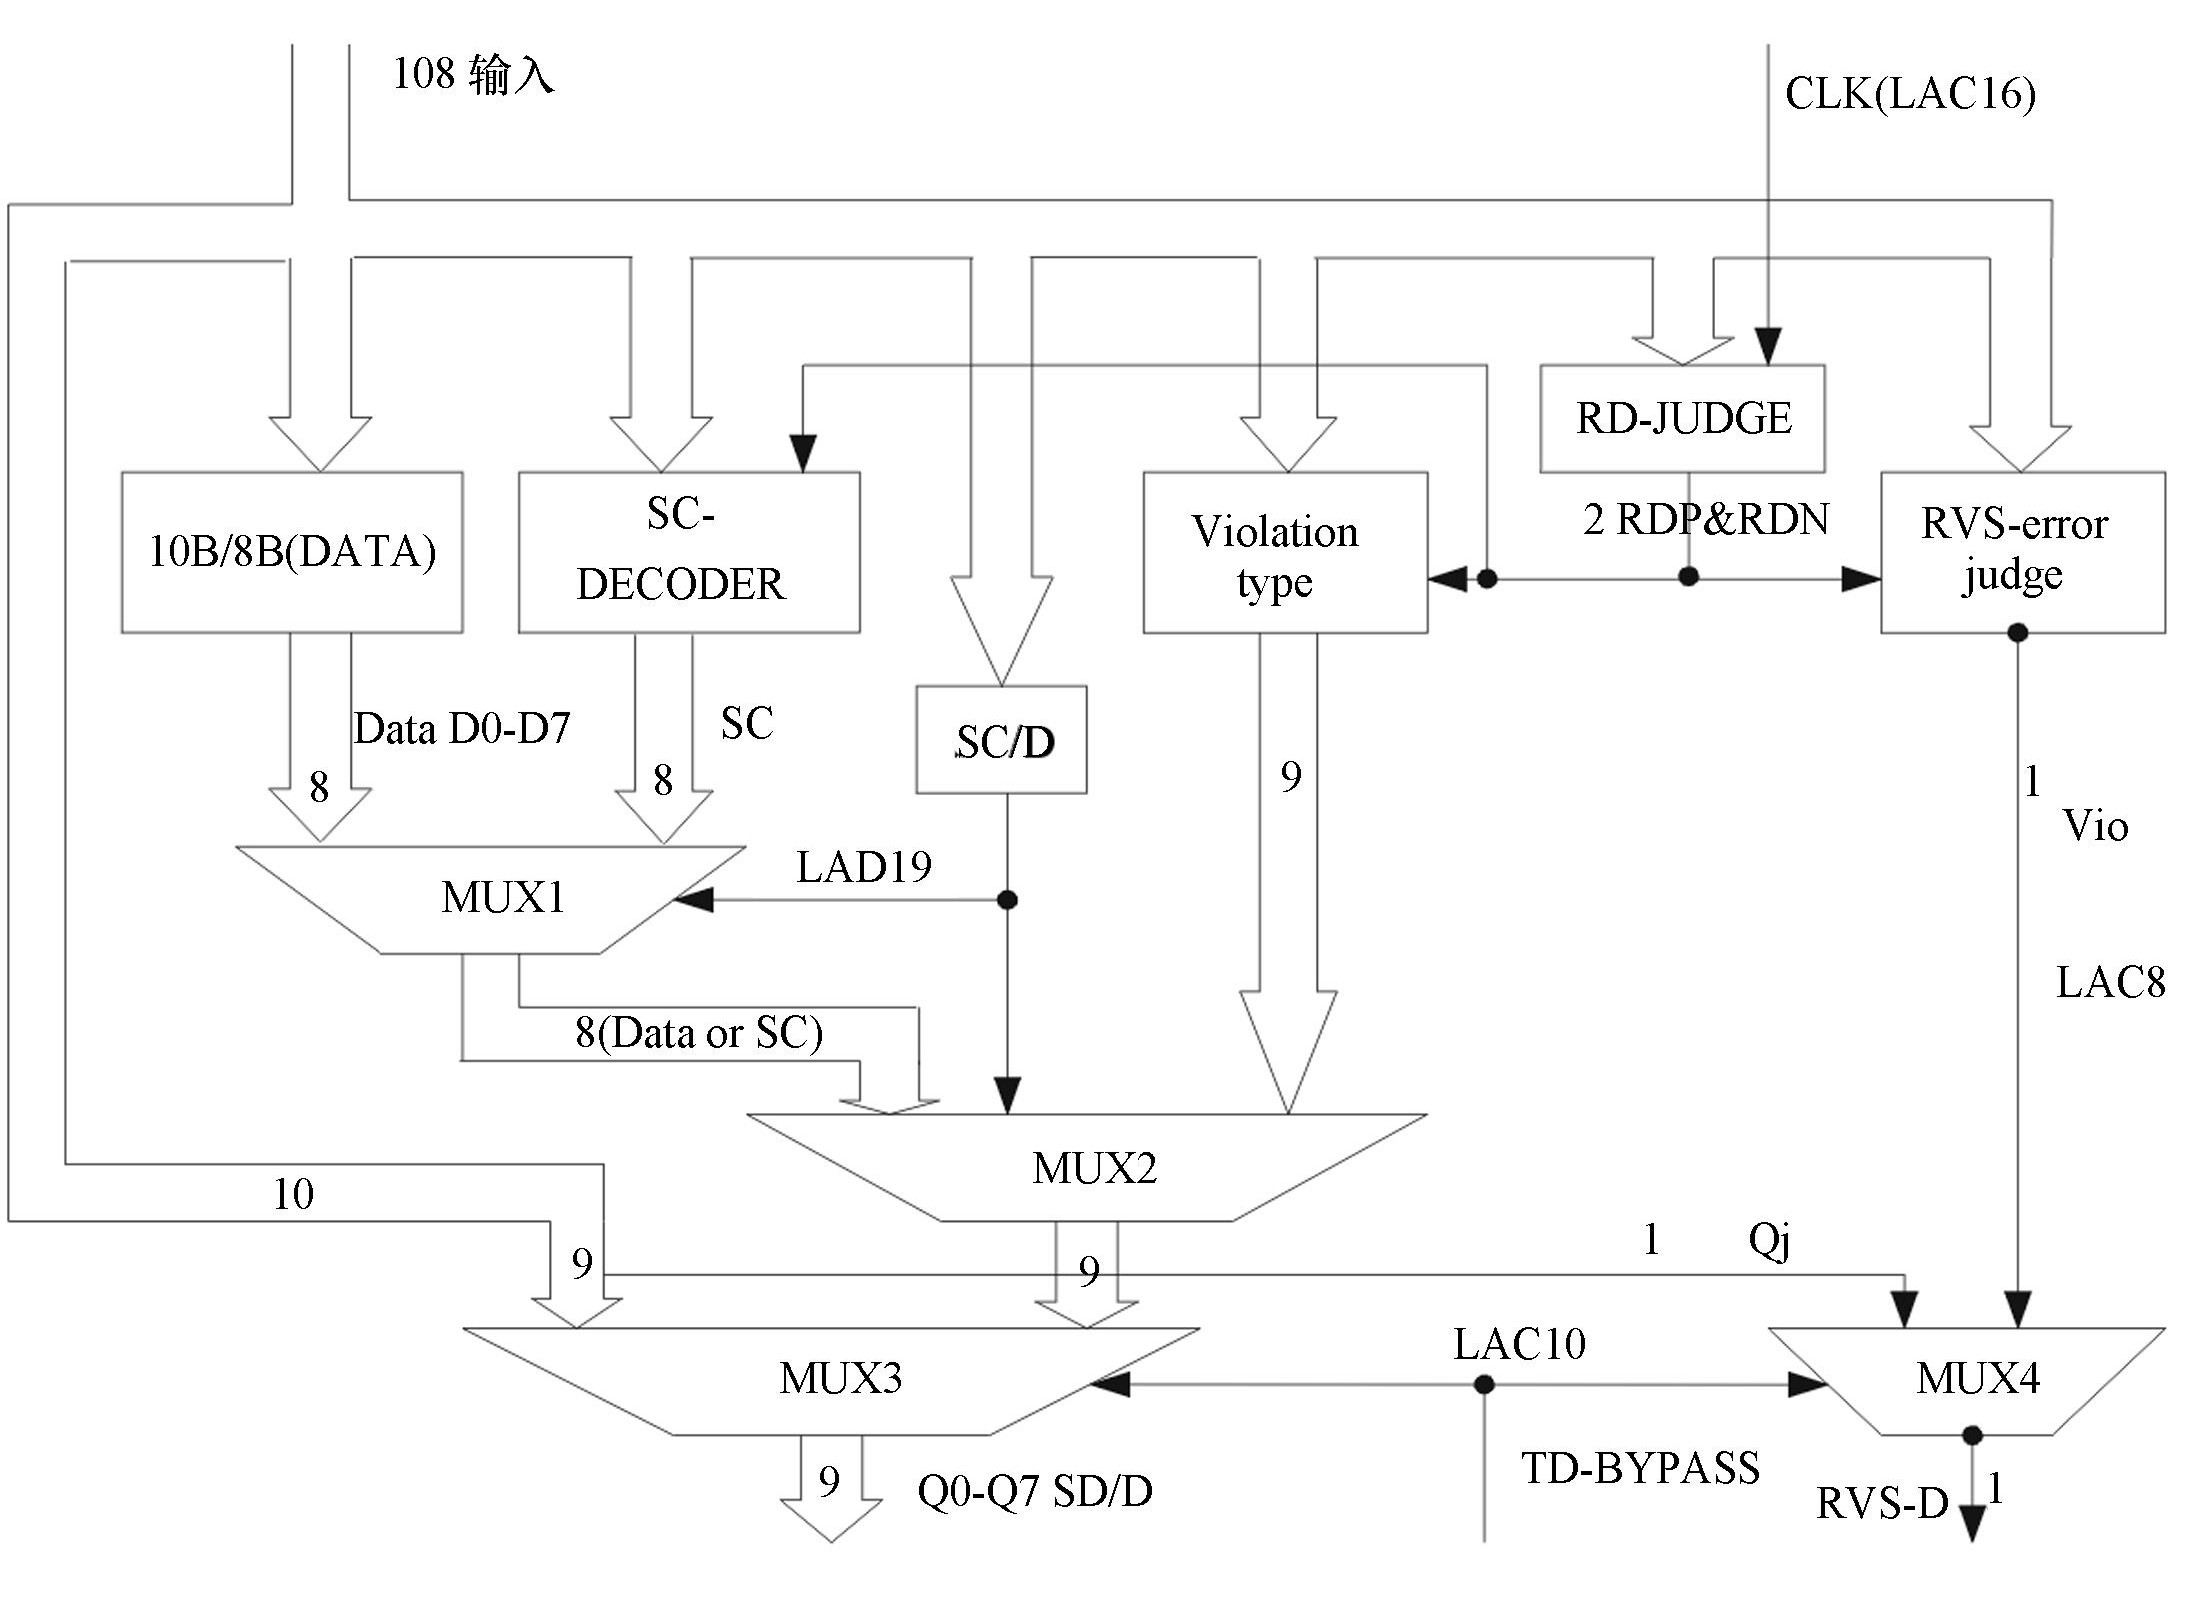 108 输入
CLK(LAC16)
RD-JUDGE
10B/8B(DATA)
SC-
DECODER
Violation
type
2 RDP&RDN
RVS-error
judge
Data D0-D7
SC
SC/D
8
8
9
1
Vio
LAD19
MUX1
LAC8
8(Data or SC)
MUX2
10
9
9
1
Qj
LAC10
MUX3
MUX4
TD-BYPASS
9
Q0-Q7 SD/D
RVS-D
1